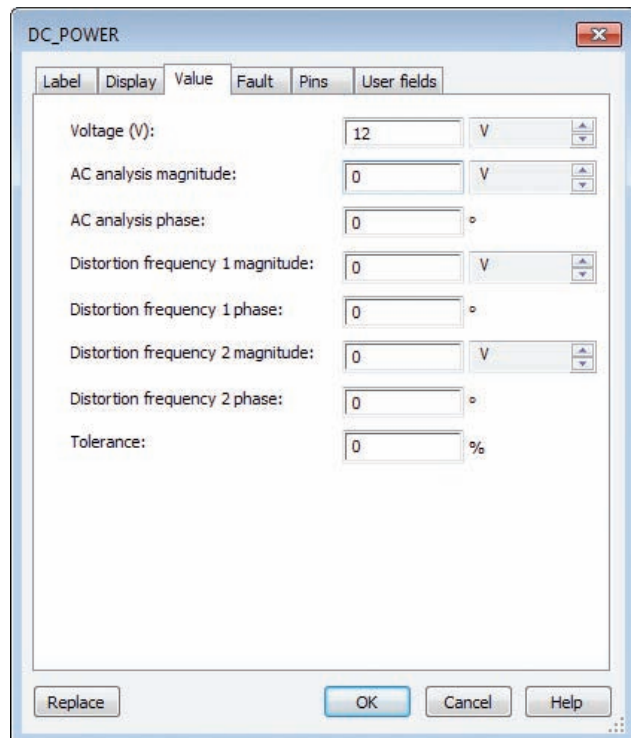 DC_POWER
Label Display Value Fault Pins User fields
Voltage (V): 12 V
AC analysis magnitude: 0 V
AC analysis phase: 0 °
Distortion frequency 1 magnitude: 0 V
Distortion frequency 1 phase: 0 °
Distortion frequency 2 magnitude: 0 V
Distortion frequency 2 phase: 0 °
Tolerance: 0 %
Replace OK Cancel Help